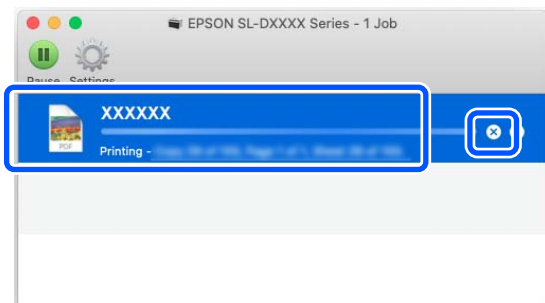 EPSON SL-DXXXX Series - 1 Job
Pause Settings
XXXXXX
PDF
Printing -